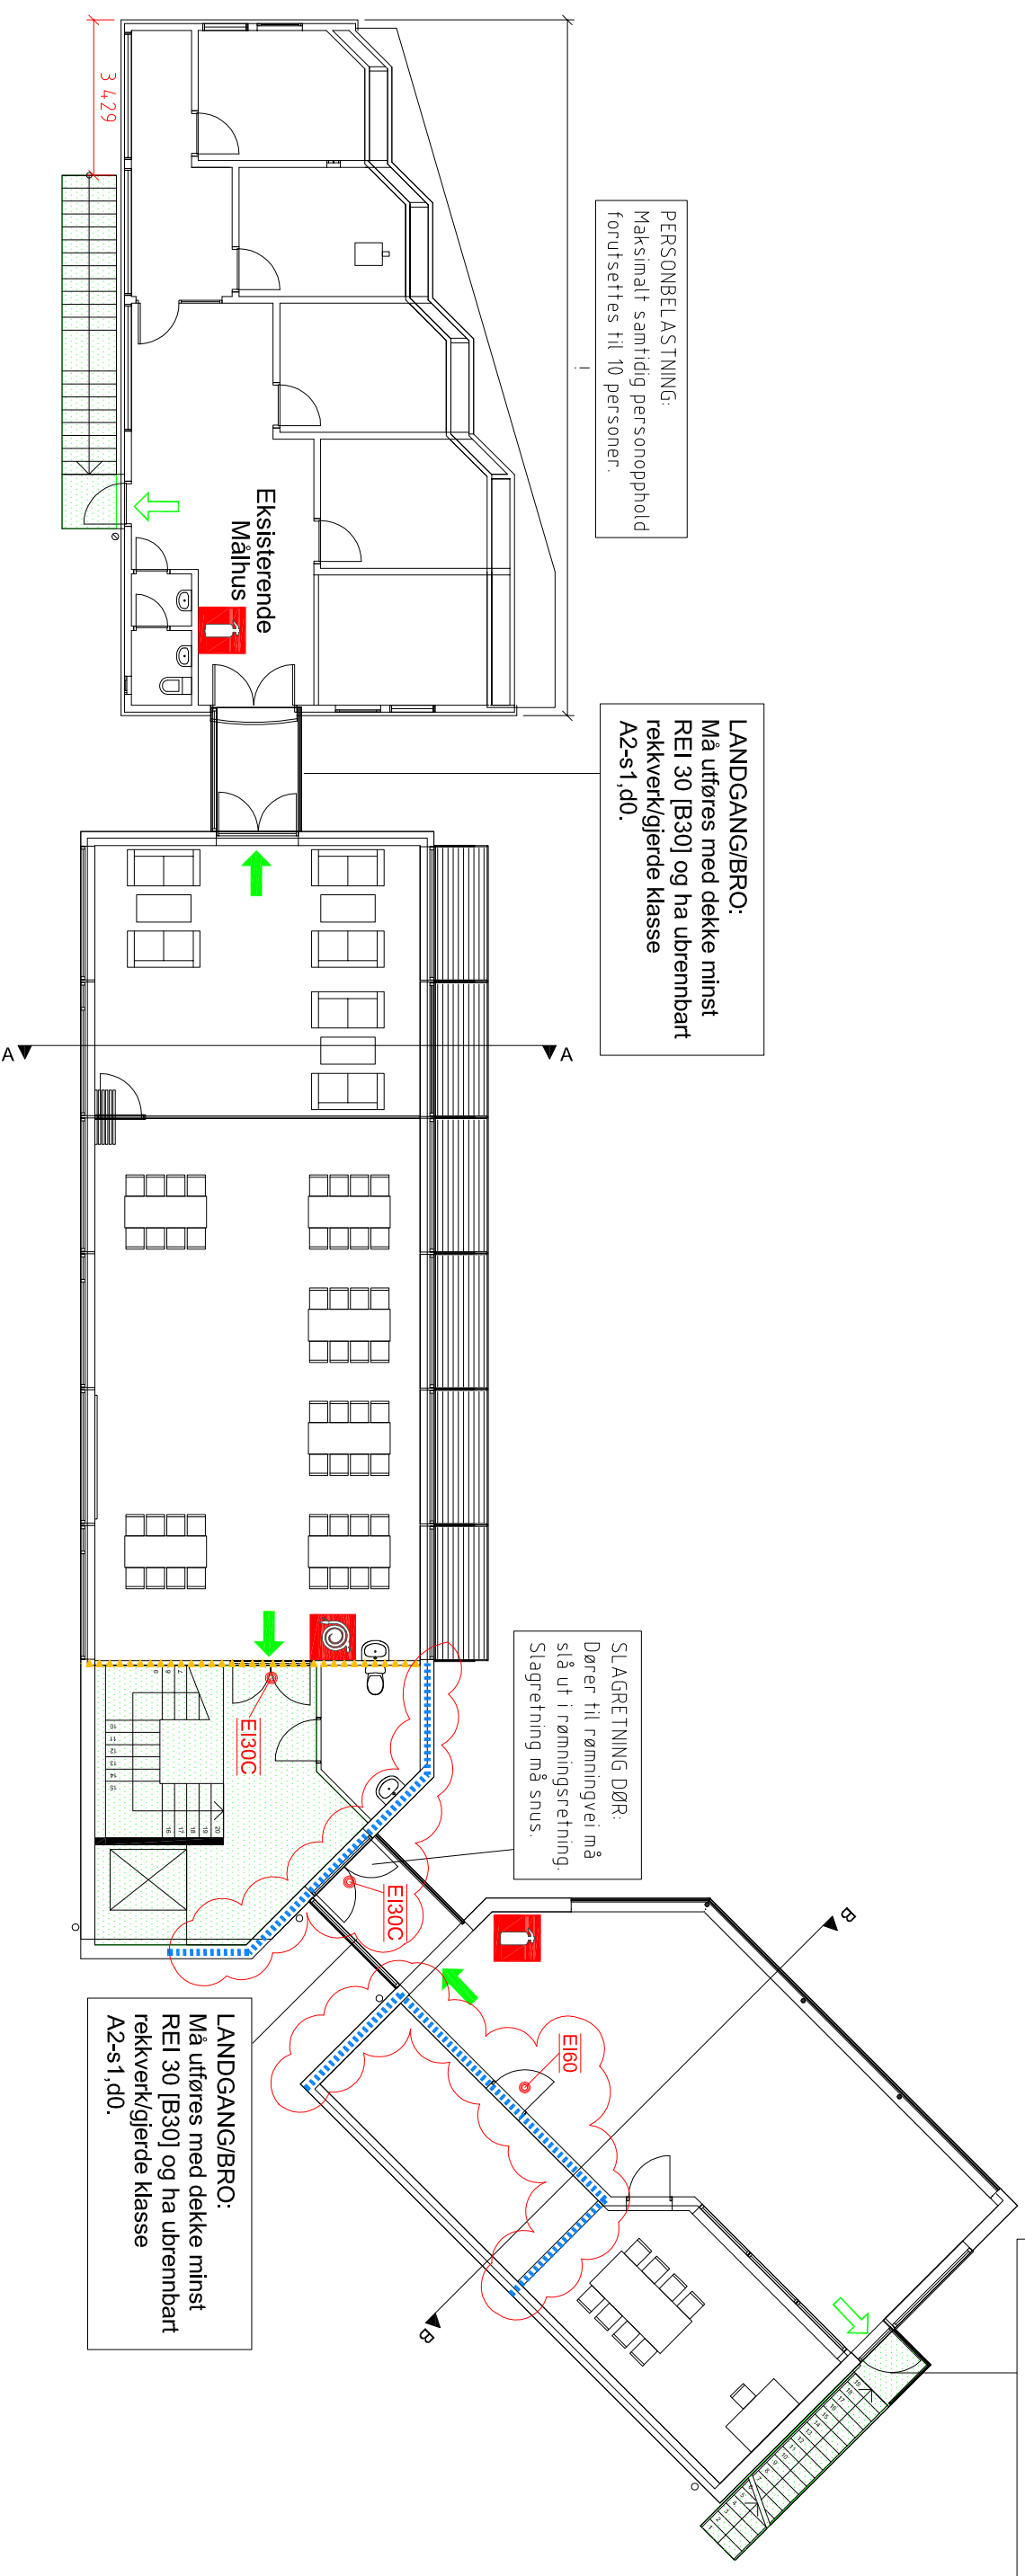 PERSONBELASTNING:
Maksimalt samtidig personopphold
forutsettes til 10 personer.
3 429
Eksisterende
Målhus
LANDGANG/BRO:
Må utføres med dekke minst
REI 30 [B30] og ha ubrennbart
rekkverk/gjerde klasse
A2-s1,d0.
A
A
SLAGRETNING DØR:
Dører til rømningvei må
slå ut i rømningsretning.
Slagretning må snus.
EI30C
EI30C
EI60
B
B
LANDGANG/BRO:
Må utføres med dekke minst
REI 30 [B30] og ha ubrennbart
rekkverk/gjerde klasse
A2-s1,d0.